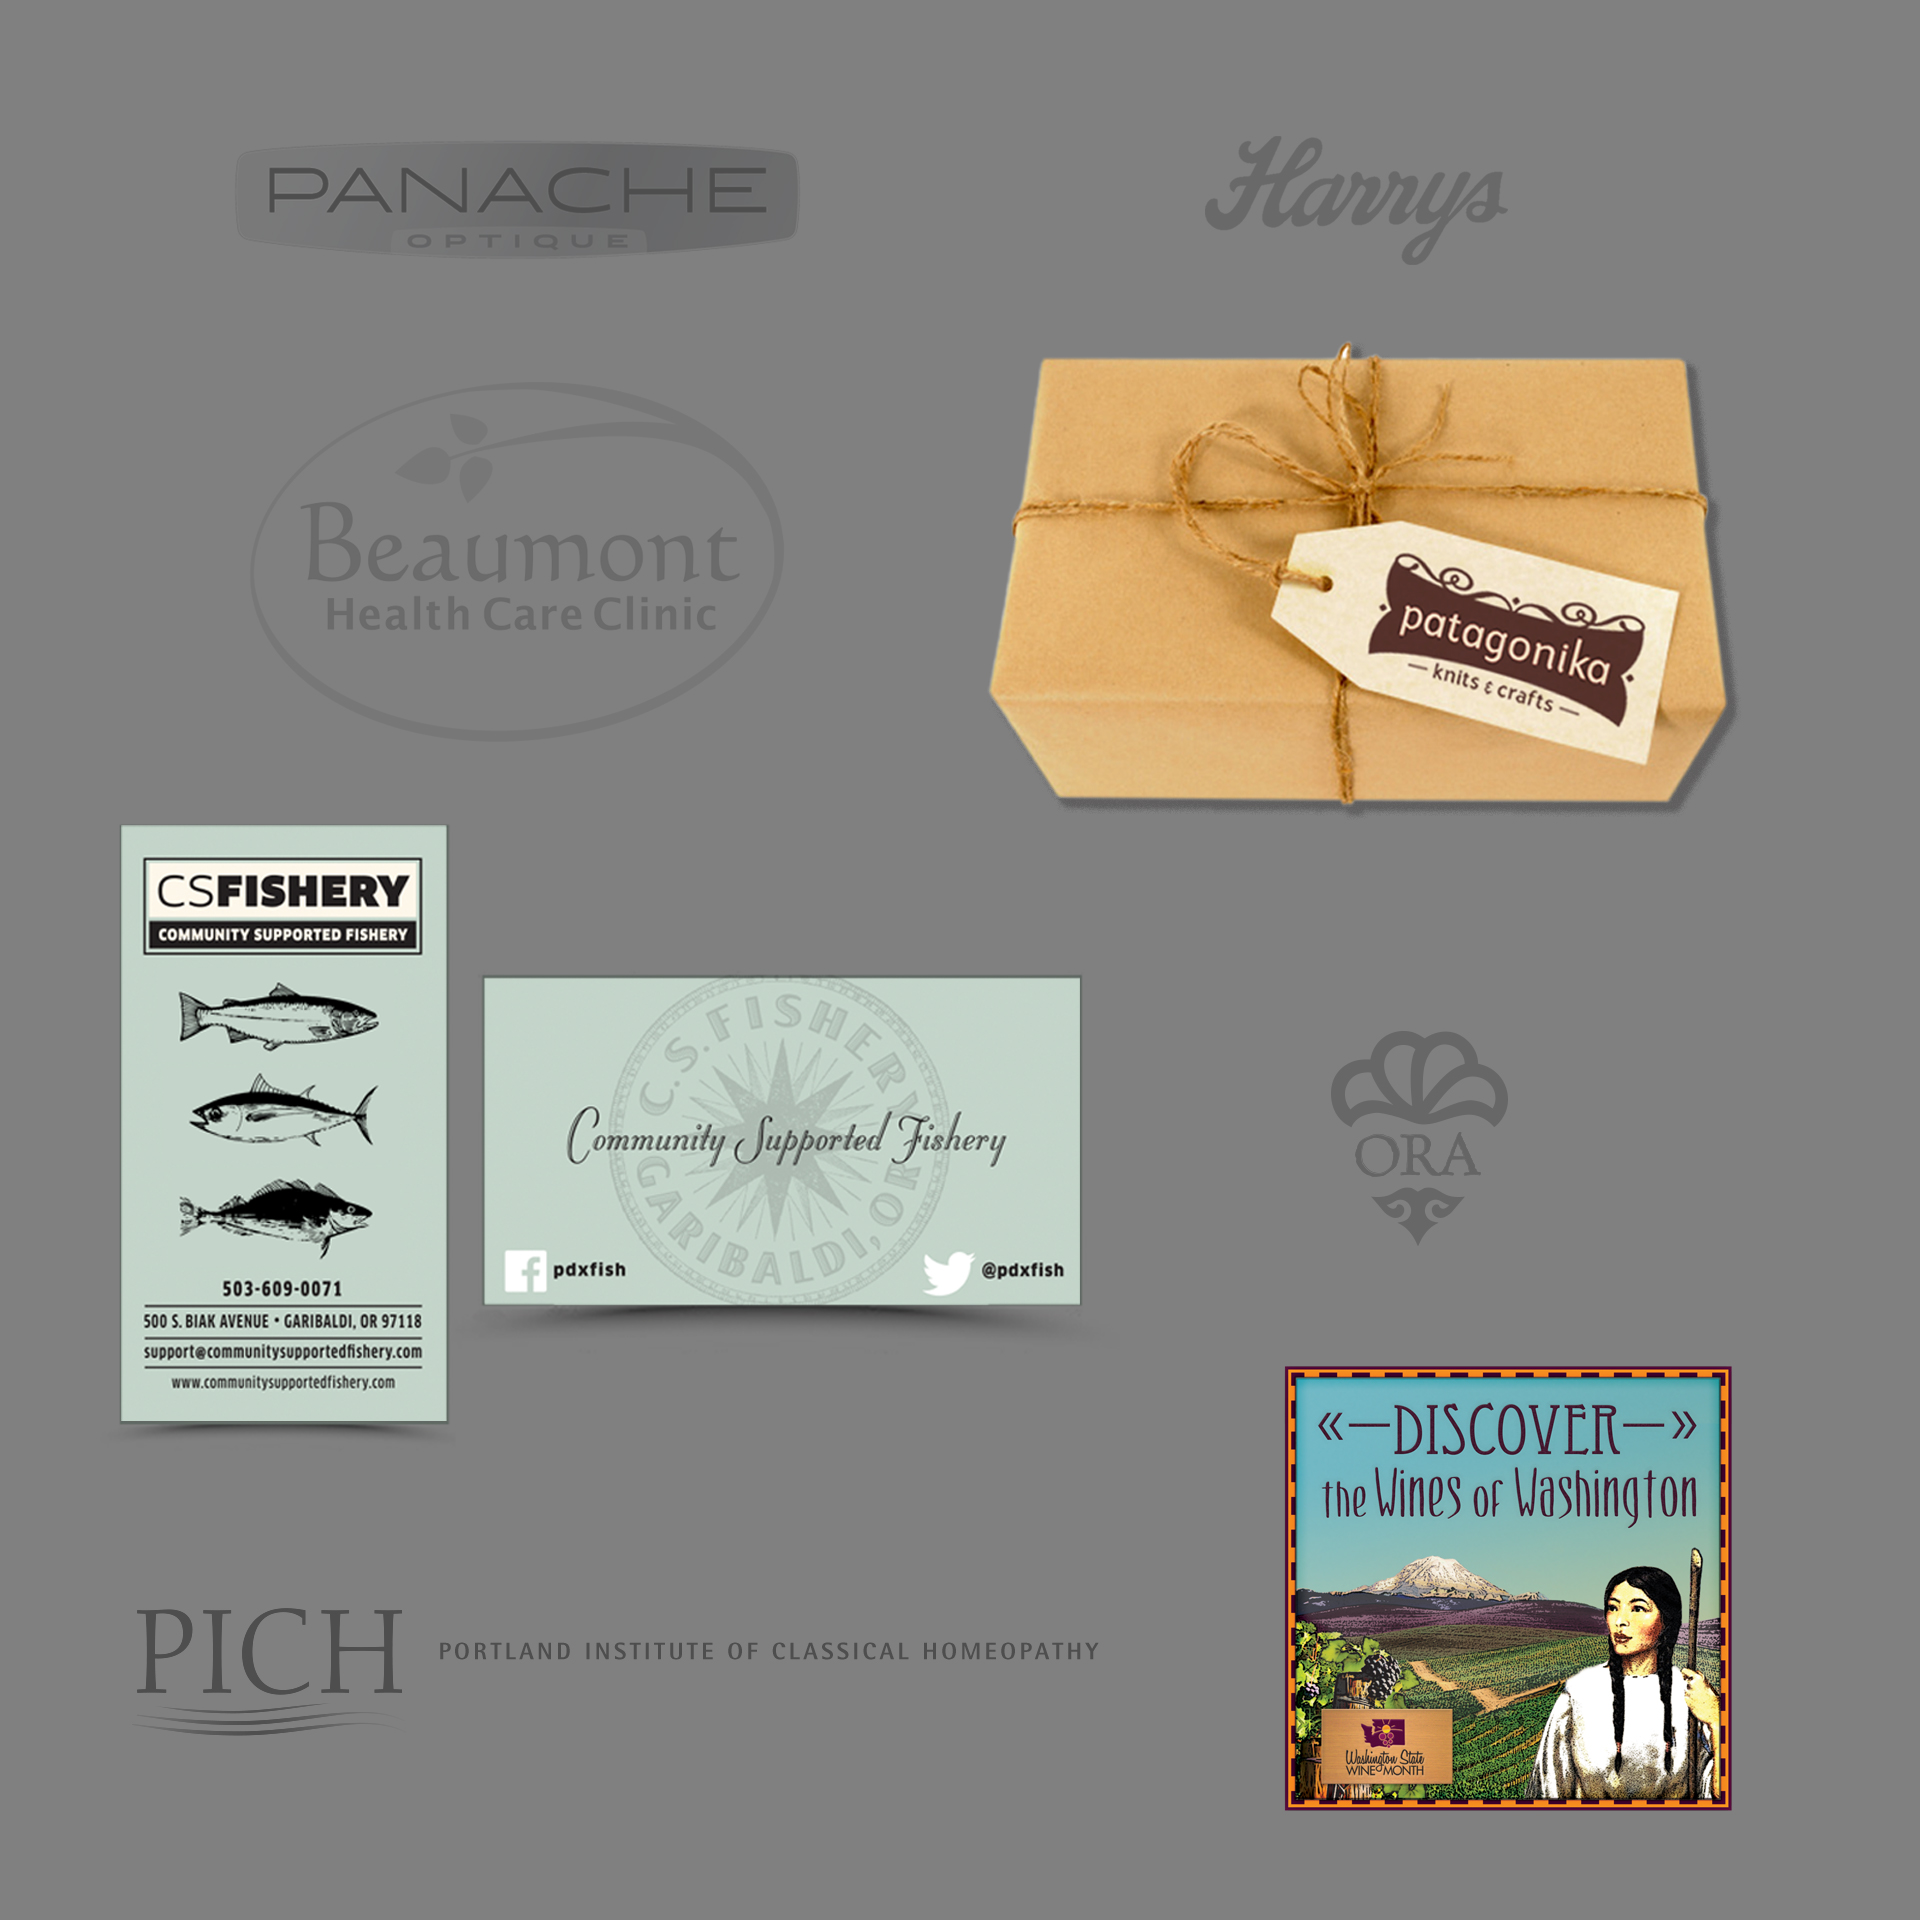 PANACHE
OPTIQUE
Harrys
Beaumont
Health Care Clinic
patagonika
— knits & crafts —
CSFISHERY
COMMUNITY SUPPORTED FISHERY
503-609-0071
500 S. BIAK AVENUE • GARIBALDI, OR 97118
support@communitysupportedfishery.com
www.communitysupportedfishery.com
C.S. FISHERY
GARIBALDI, OR
Community Supported Fishery
pdxfish
@pdxfish
ORA
«—DISCOVER—»
the Wines of Washington
Washington State
WINE MONTH
PICH
PORTLAND INSTITUTE OF CLASSICAL HOMEOPATHY